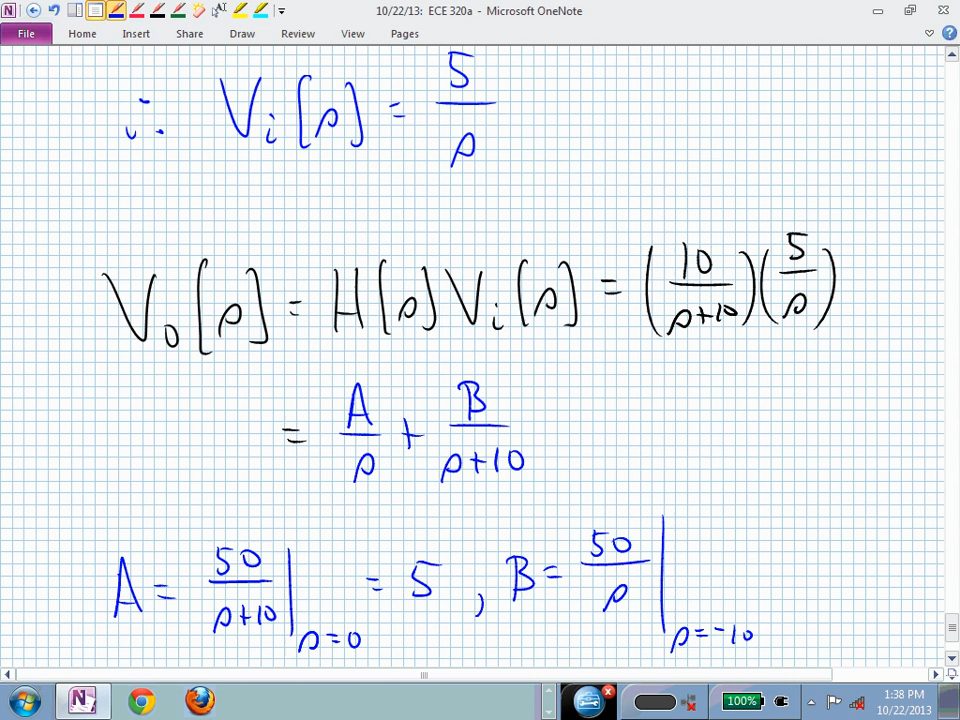 10/22/13: ECE 320a - Microsoft OneNote
File Home Insert Share Draw Review View Pages
∴ Vi[s] = 5/s
Vo[s] = H[s]Vi[s] = (10/(s+10))(5/s)
= A/s + B/(s+10)
A = 50/(s+10) |s=0 = 5, B = 50/s |s=-10
100%
1:38 PM
10/22/2013